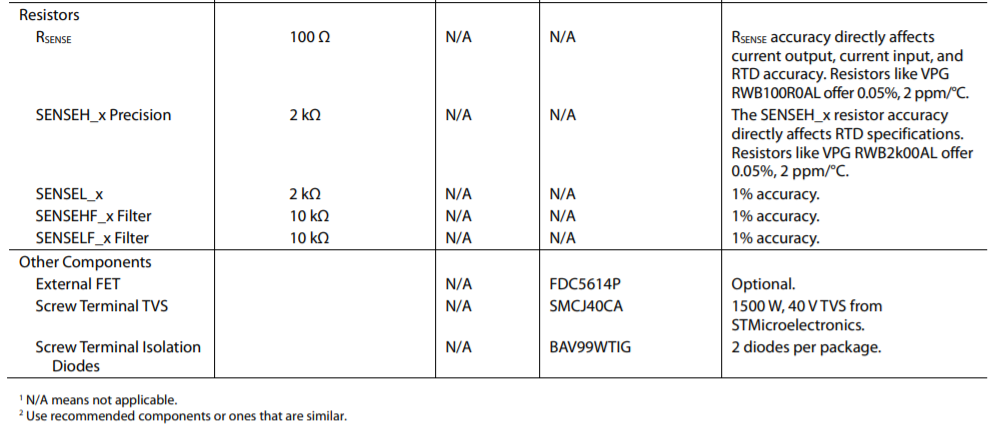 Resistors
RSENSE 100 Ω N/A N/A RSENSE accuracy directly affects
current output, current input, and
RTD accuracy. Resistors like VPG
RWB100R0AL offer 0.05%, 2 ppm/°C.
SENSEH_x Precision 2 kΩ N/A N/A The SENSEH_x resistor accuracy
directly affects RTD specifications.
Resistors like VPG RWB2k00AL offer
0.05%, 2 ppm/°C.
SENSEL_x 2 kΩ N/A N/A 1% accuracy.
SENSEHF_x Filter 10 kΩ N/A N/A 1% accuracy.
SENSELF_x Filter 10 kΩ N/A N/A 1% accuracy.
Other Components
External FET N/A FDC5614P Optional.
Screw Terminal TVS N/A SMCJ40CA 1500 W, 40 V TVS from
STMicroelectronics.
Screw Terminal Isolation N/A BAV99WTIG 2 diodes per package.
Diodes
1 N/A means not applicable.
2 Use recommended components or ones that are similar.